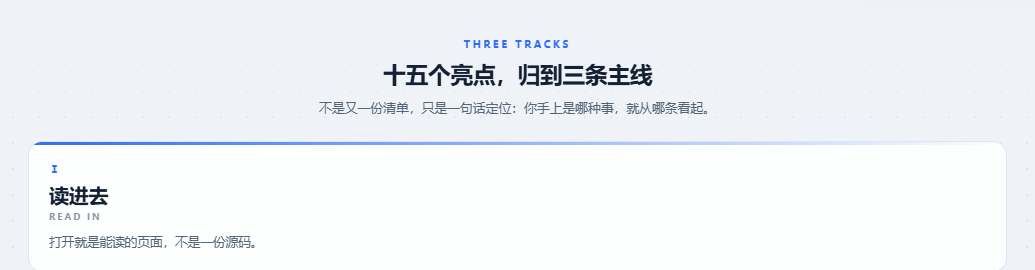 THREE TRACKS
十五个亮点，归到三条主线
不是又一份清单，只是一句话定位：你手上是哪种事，就从哪条看起。
I
读进去
READ IN
打开就是能读的页面，不是一份源码。